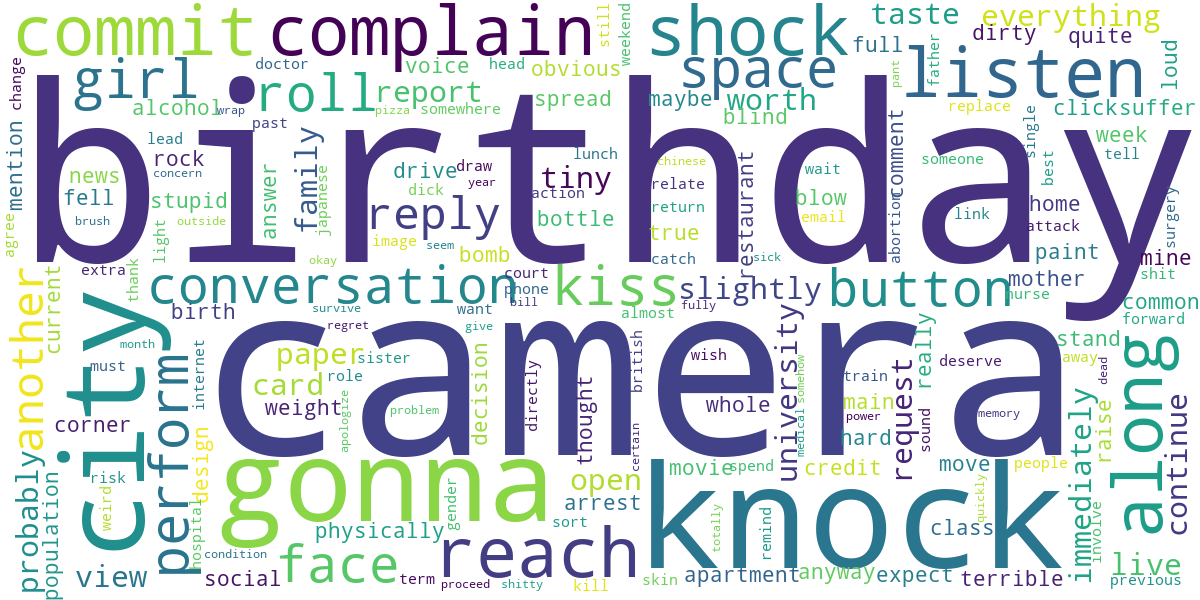 commit
complain
shock
taste
everything
still
weekend
girl
doctor
voice
head
obvious
space
full
dirty
quite
father
listen
loud
pant
change
mention
alcohol
wrap
roll
report
pizza
somewhere
spread
maybe
worth
blind
replace
click
suffer
birthday
past
lead
rock
concern
news
fell
stupid
brush
outside
answer
family
japanese
light
drive
dick
draw
year
reply
lunch
tiny
action
bottle
chinese
relate
return
true
restaurant
wait
blow
email
comment
abortion
someone
single
best
week
tell
link
home
attack
surgery
agree
image
seem
okay
bomb
catch
sick
paint
mine
shit
extra
thank
conversation
court
phone
bill
kiss
slightly
fully
button
mother
nurse
common
forward
another
current
city
birth
survive
regret
want
give
almost
camera
month
must
internet
perform
paper
sister
card
role
weight
apologize
problem
decision
directly
thought
british
certain
wish
whole
university
medical
somehow
train
main
power
hard
request
really
sound
deserve
memory
stand
away
dead
along
corner
probably
population
risk
weird
design
hospital
gonna
gender
open
arrest
sort
movie
spend
credit
move
people
quickly
raise
continue
immediately
involve
knock
class
view
condition
social
physically
face
term
reach
proceed
shitty
kill
skin
apartment
totally
remind
anyway
expect
terrible
live
previous